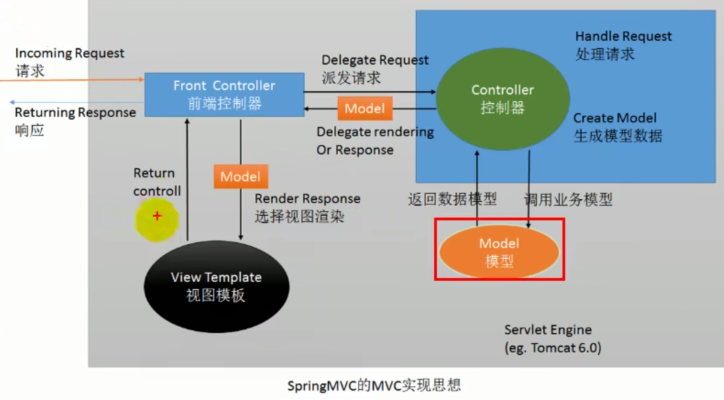 Incoming Request
请求
Returning Response
响应
Front Controller
前端控制器
Delegate Request
派发请求
Model
Delegate rendering
Or Response
Controller
控制器
Handle Request
处理请求
Create Model
生成模型数据
Return
controll
Model
Render Response
选择视图渲染
返回数据模型
调用业务模型
Model
模型
View Template
视图模板
Servlet Engine
(eg. Tomcat 6.0)
SpringMVC的MVC实现思想